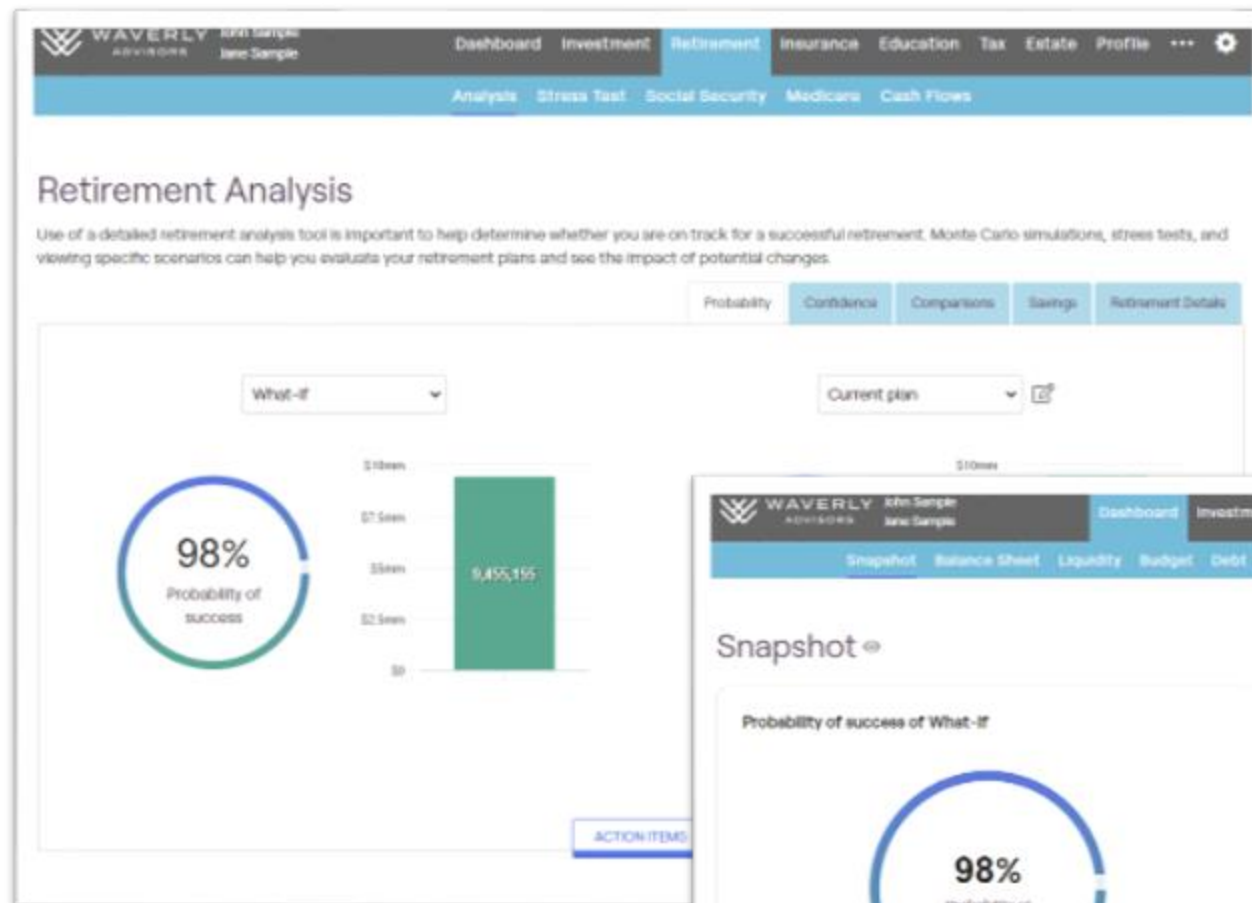 WAVERLY
ADVISORS
John Sample
Jane Sample
Dashboard Investment Retirement Insurance Education Tax Estate Profile •••
Analysis Stress Test Social Security Medicare Cash Flows
Retirement Analysis
Use of a detailed retirement analysis tool is important to help determine whether you are on track for a successful retirement. Monte Carlo simulations, stress tests, and
viewing specific scenarios can help you evaluate your retirement plans and see the impact of potential changes.
Probability Confidence Comparisons Savings Retirement Details
What-If Current plan
$10mm
$7.5mm
$5mm
$2.5mm
$0
98%
Probability of
success
9,455,155
$10mm
ACTION ITEMS
WAVERLY
ADVISORS
John Sample
Jane Sample
Dashboard Investm
Snapshot Balance Sheet Liquidity Budget Debt
Snapshot
Probability of success of What-If
98%